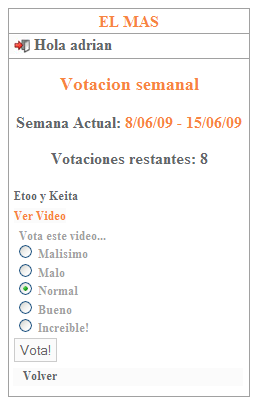 EL MAS
Hola adrian
Votacion semanal
Semana Actual: 8/06/09 - 15/06/09
Votaciones restantes: 8
Etoo y Keita
Ver Video
Vota este video...
Malisimo
Malo
Normal
Bueno
Increible!
Vota!
Volver